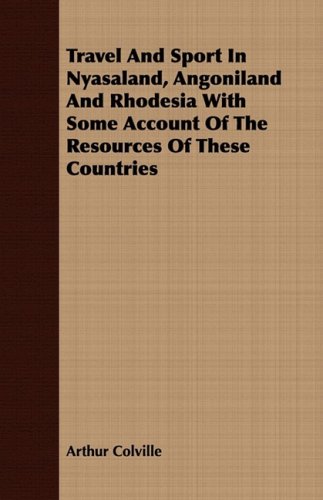 Travel And Sport In
Nyasaland, Angoniland
And Rhodesia With
Some Account Of The
Resources Of These
Countries
Arthur Colville